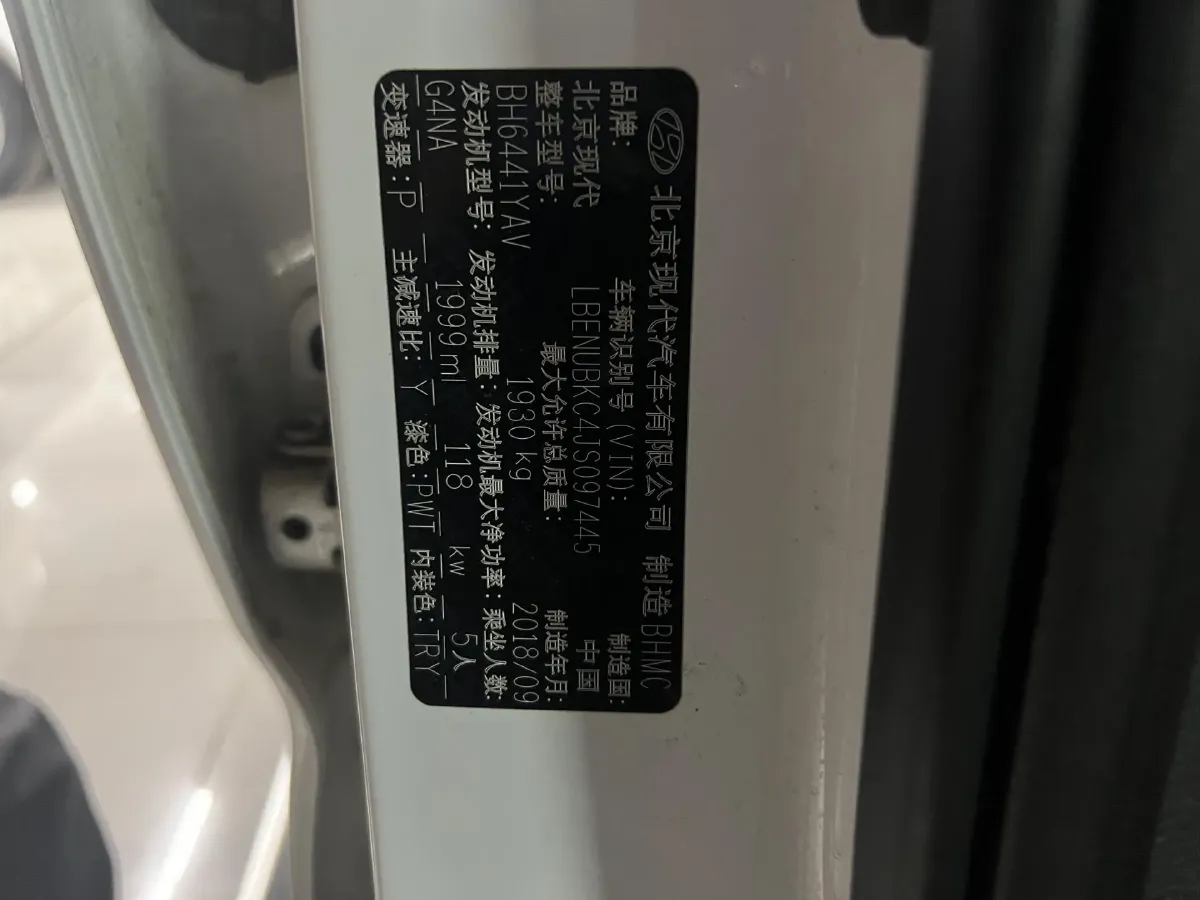 北京现代汽车有限公司 制造 BHMC
品牌: 车辆识别号(VIN): 制造国:
北京现代 LBENUBKC4JS097445 中国
整车型号: 最大允许总质量: 制造年月:
BH6441YAV 1930 kg 2018/09
发动机型号: 发动机排量: 发动机最大净功率: 乘坐人数:
G4NA 1999ml 118 kw 5人
变速器:P 主减速比: Y 漆色:PWT 内装色:TRY